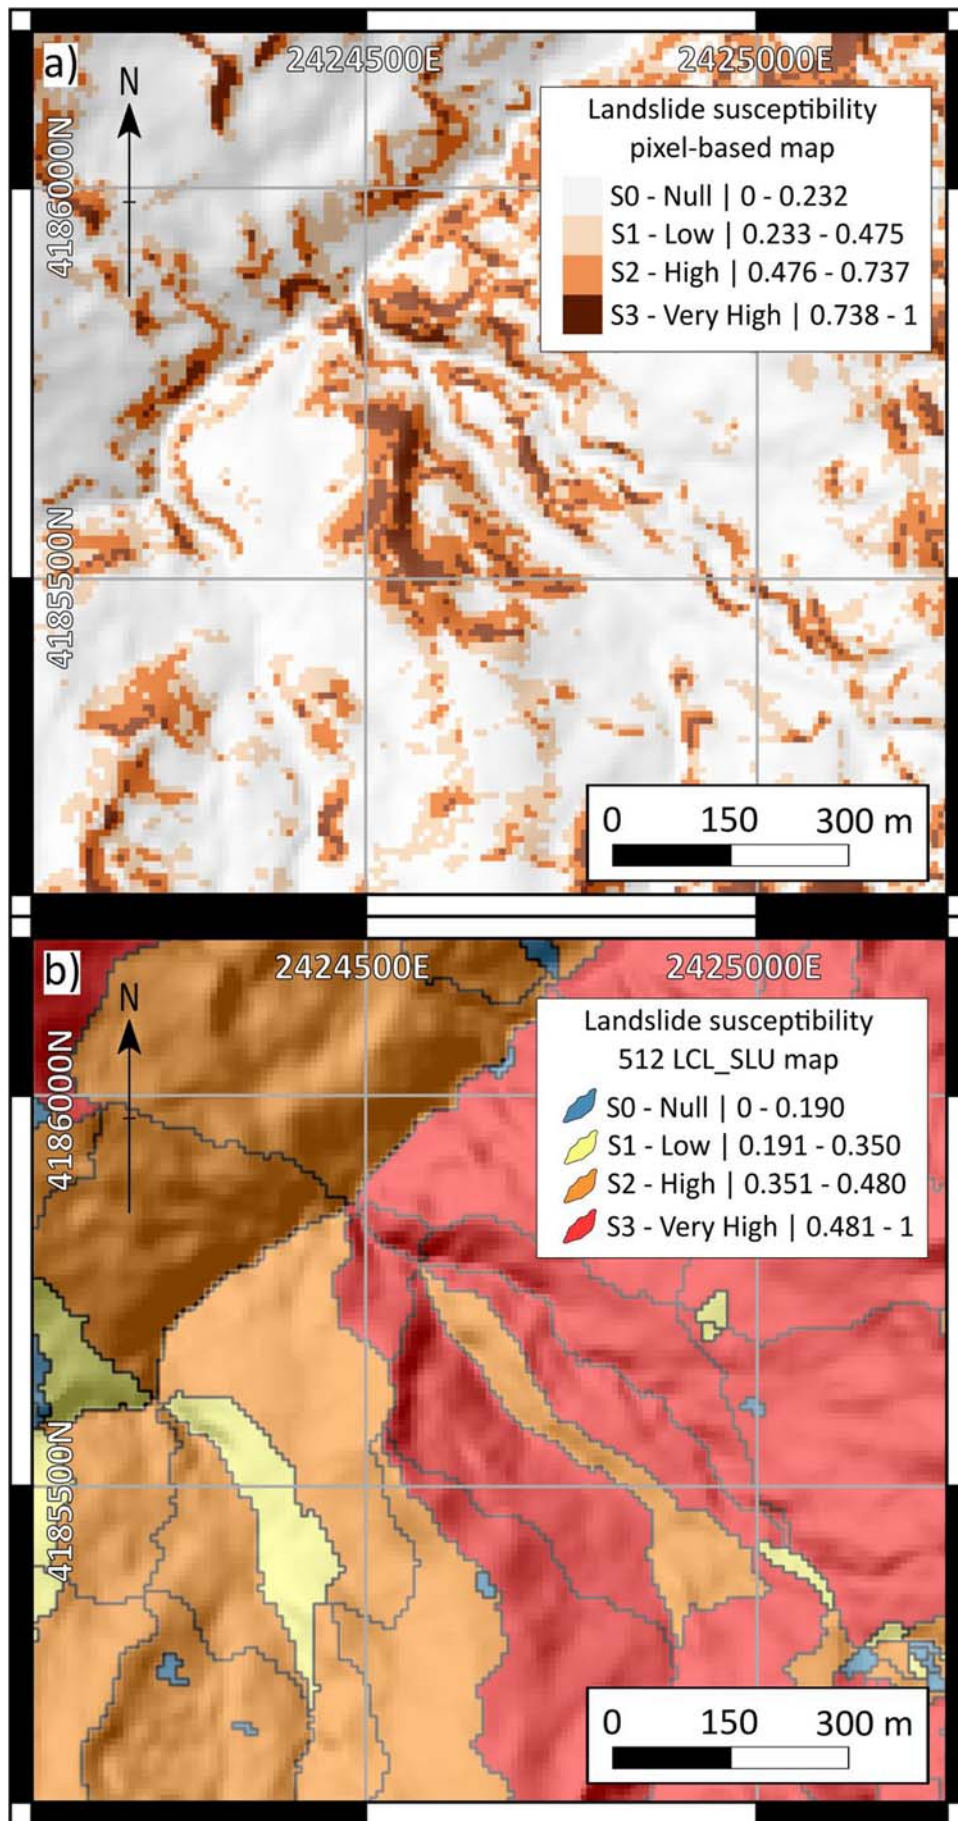 a)
2424500E
2425000E
N
4186000N
4185500N
Landslide susceptibility
pixel-based map
S0 - Null | 0 - 0.232
S1 - Low | 0.233 - 0.475
S2 - High | 0.476 - 0.737
S3 - Very High | 0.738 - 1
0 150 300 m
b)
2424500E
2425000E
N
4186000N
4185500N
Landslide susceptibility
512 LCL_SLU map
S0 - Null | 0 - 0.190
S1 - Low | 0.191 - 0.350
S2 - High | 0.351 - 0.480
S3 - Very High | 0.481 - 1
0 150 300 m